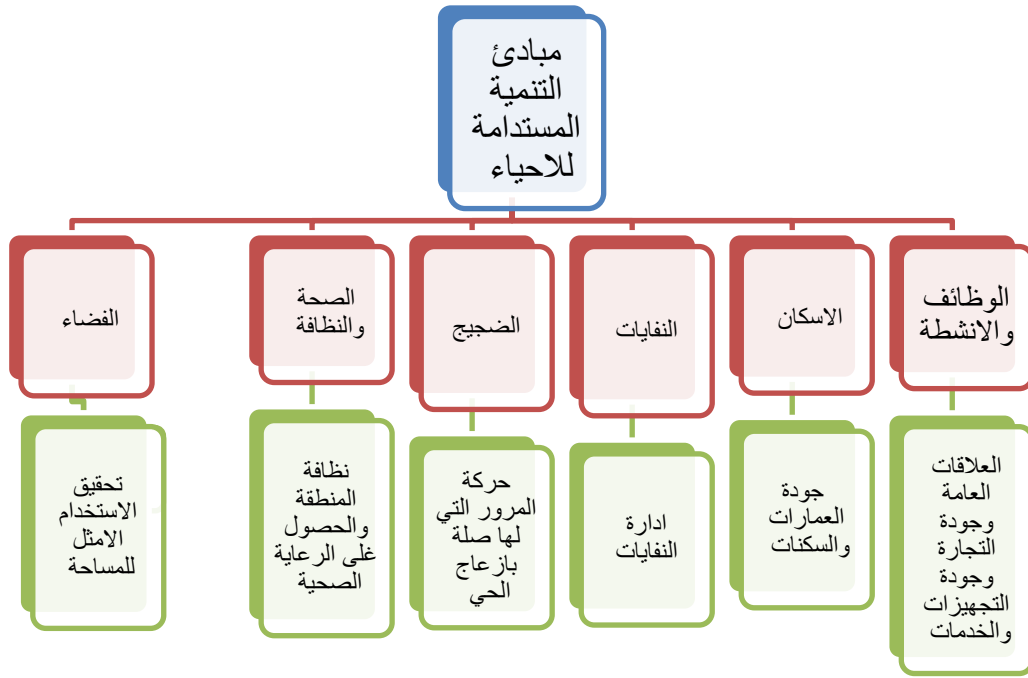 مبادئ
التنمية
المستدامة
للاحياء
الوظائف
والانشطة
الاسكان
النفايات
الضجيج
الصحة
والنظافة
الفضاء
العلاقات
العامة
وجودة
التجارة
وجودة
التجهيزات
والخدمات
جودة
العمارات
والسكنات
ادارة
النفايات
حركة
المرور التي
لها صلة
بازعاج
الحي
نظافة
المنطقة
والحصول
غلى الرعاية
الصحية
تحقيق
الاستخدام
الامثل
للمساحة